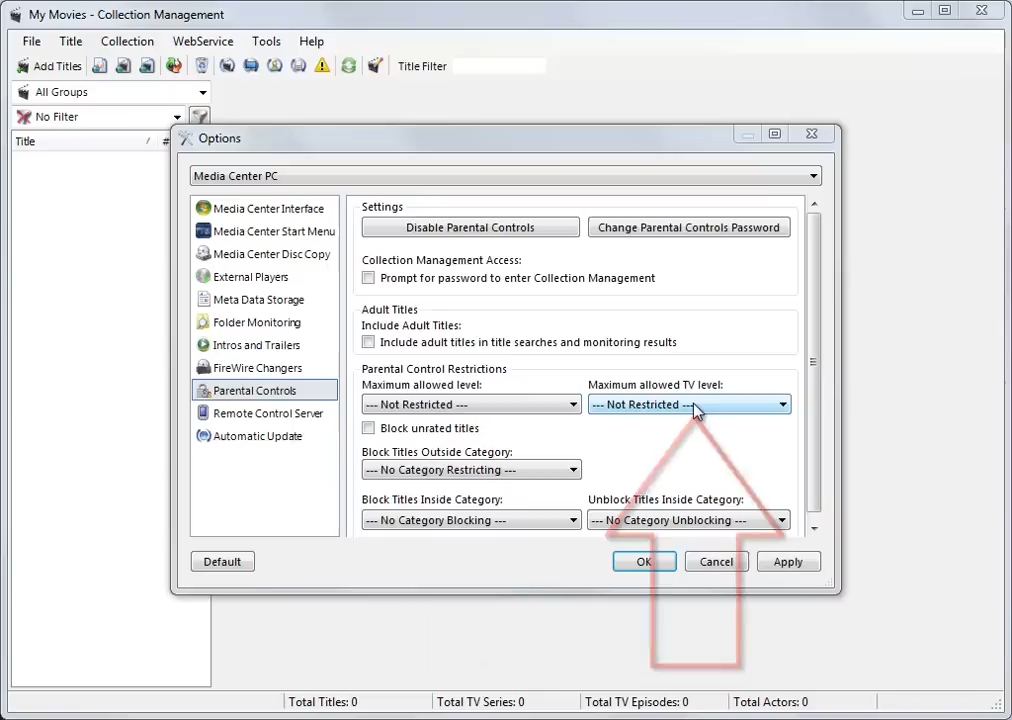 My Movies - Collection Management
File Title Collection WebService Tools Help
Add Titles Title Filter
All Groups
No Filter
Title / #
Options
Media Center PC
Media Center Interface
Media Center Start Menu
Media Center Disc Copy
External Players
Meta Data Storage
Folder Monitoring
Intros and Trailers
FireWire Changers
Parental Controls
Remote Control Server
Automatic Update
Settings
Disable Parental Controls Change Parental Controls Password
Collection Management Access:
Prompt for password to enter Collection Management
Adult Titles
Include Adult Titles:
Include adult titles in title searches and monitoring results
Parental Control Restrictions
Maximum allowed level: Maximum allowed TV level:
--- Not Restricted --- --- Not Restricted ---
Block unrated titles
Block Titles Outside Category:
--- No Category Restricting ---
Block Titles Inside Category: Unblock Titles Inside Category:
--- No Category Blocking --- --- No Category Unblocking ---
Default OK Cancel Apply
Total Titles: 0 Total TV Series: 0 Total TV Episodes: 0 Total Actors: 0